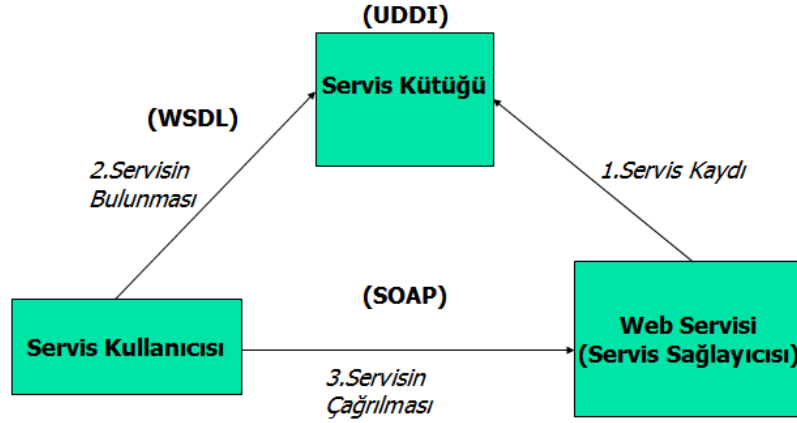 (UDDI)
Servis Kütüğü
(WSDL)
2.Servisin
Bulunması
1.Servis Kaydı
(SOAP)
Servis Kullanıcısı
Web Servisi
(Servis Sağlayıcısı)
3.Servisin
Çağrılması